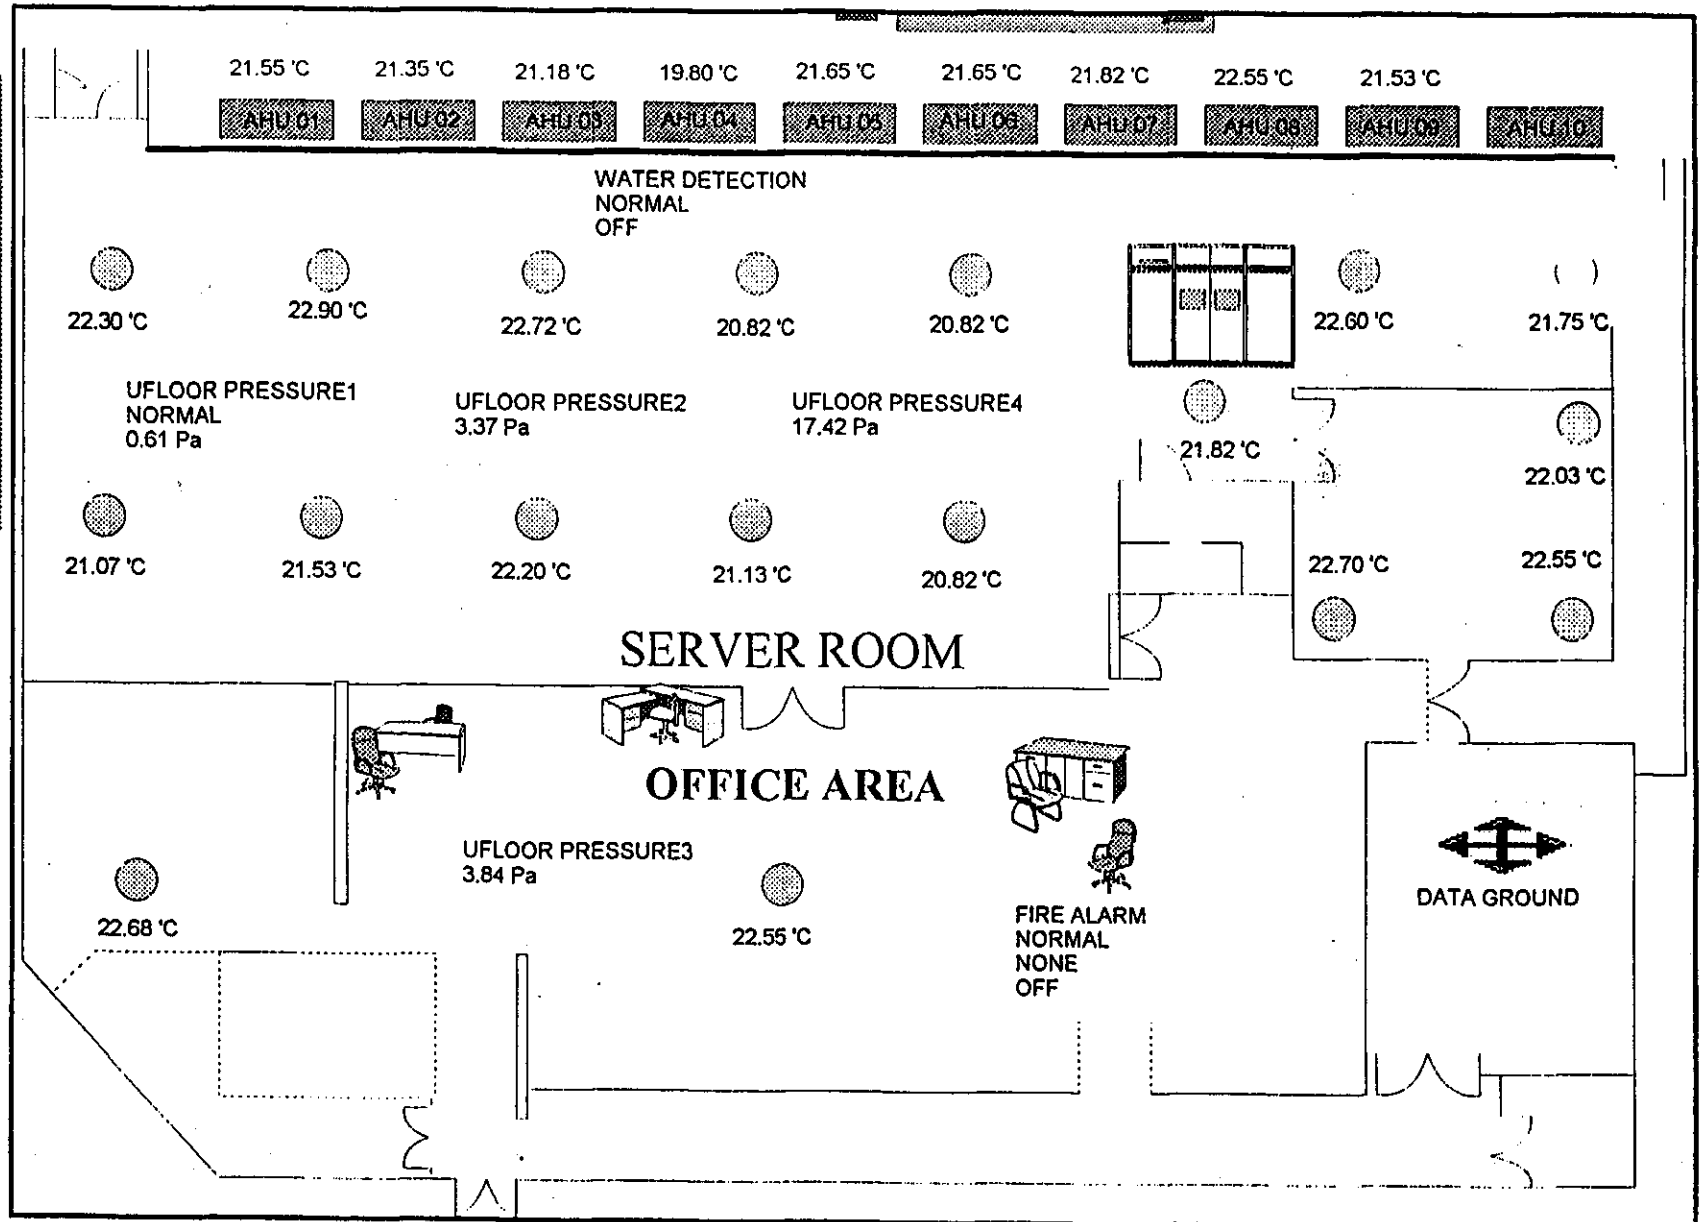 21.55 'C 21.35 'C 21.18 'C 19.80 'C 21.65 'C 21.65 'C 21.82 'C 22.55 'C 21.53 'C
AHU 01 AHU 02 AHU 03 AHU 04 AHU 05 AHU 06 AHU 07 AHU 08 AHU 09 AHU 10
WATER DETECTION
NORMAL
OFF
22.30 'C 22.90 'C 22.72 'C 20.82 'C 20.82 'C 22.60 'C 21.75 'C
UFLOOR PRESSURE1
NORMAL
0.61 Pa
UFLOOR PRESSURE2
3.37 Pa
UFLOOR PRESSURE4
17.42 Pa
21.82 'C
22.03 'C
21.07 'C 21.53 'C 22.20 'C 21.13 'C 20.82 'C 22.70 'C 22.55 'C
SERVER ROOM
OFFICE AREA
UFLOOR PRESSURE3
3.84 Pa
22.68 'C
22.55 'C
FIRE ALARM
NORMAL
NONE
OFF
DATA GROUND